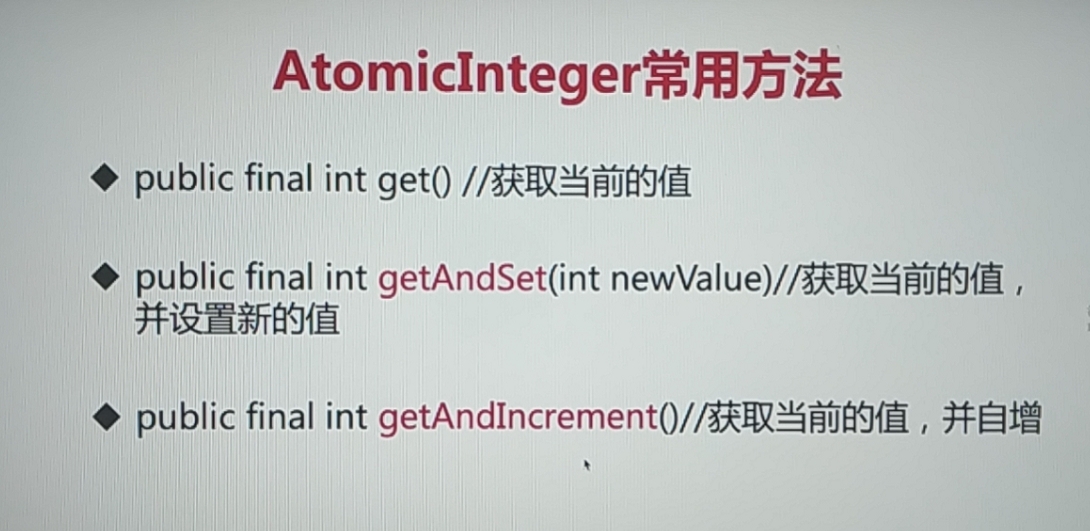 AtomicInteger常用方法
◆ public final int get() //获取当前的值
◆ public final int getAndSet(int newValue)//获取当前的值，
并设置新的值
◆ public final int getAndIncrement()//获取当前的值，并自增